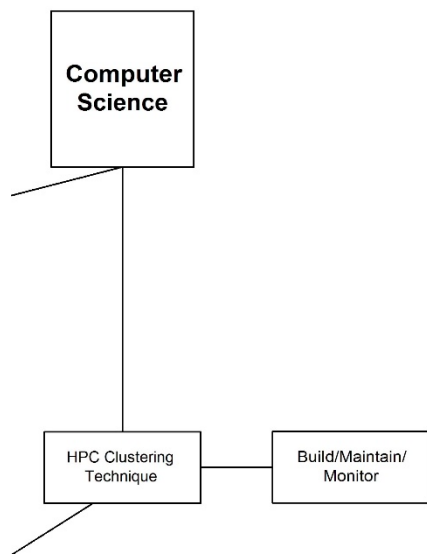 Computer
Science
HPC Clustering
Technique
Build/Maintain/
Monitor